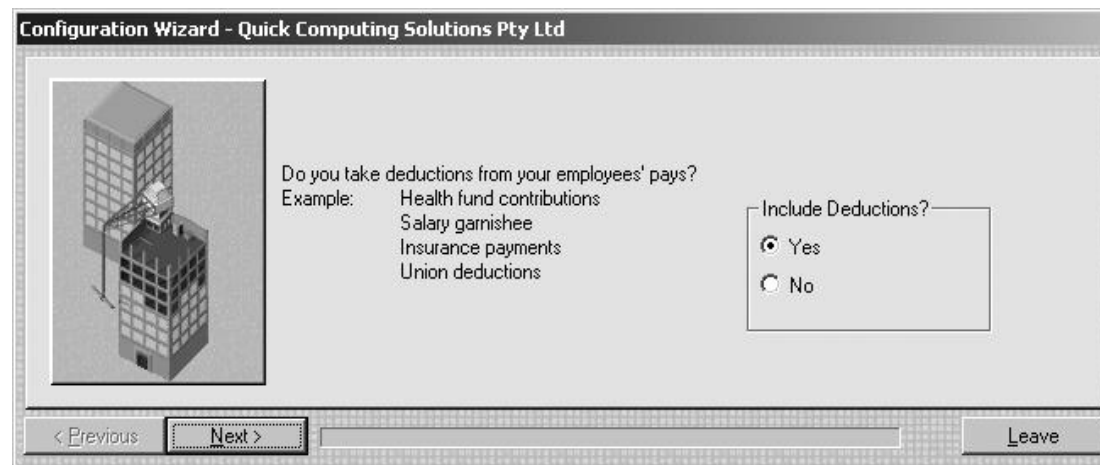 Configuration Wizard - Quick Computing Solutions Pty Ltd
Do you take deductions from your employees' pays?
Example: Health fund contributions
Salary garnishee
Insurance payments
Union deductions
Include Deductions?
Yes
No
< Previous
Next >
Leave